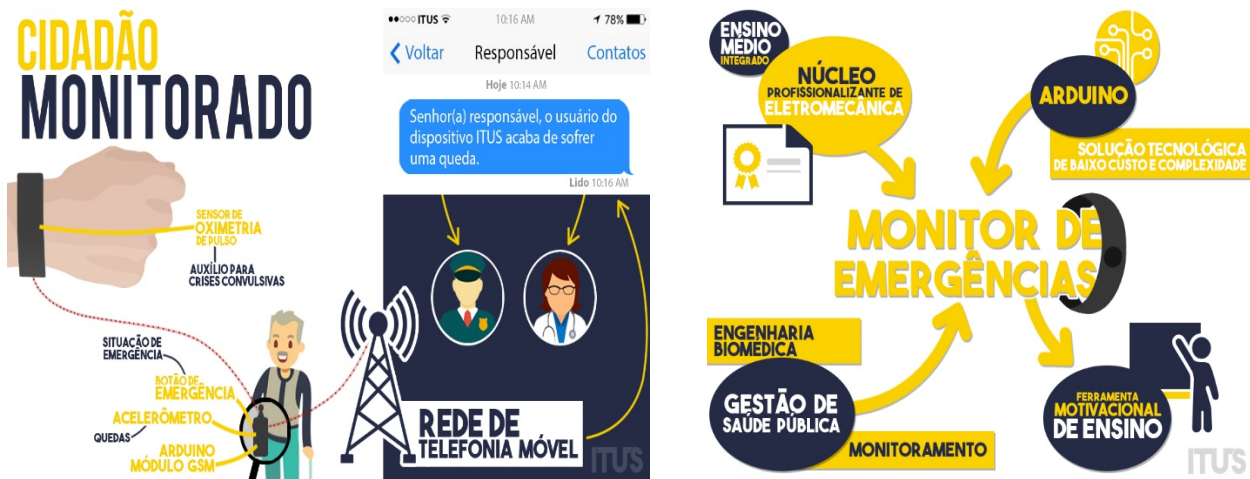 CIDADÃO
MONITORADO
SENSOR DE
OXIMETRIA
DE PULSO
AUXÍLIO PARA
CRISES CONVULSIVAS
SITUAÇÃO DE
EMERGÊNCIA
BOTÃO DE
EMERGÊNCIA
ACELERÔMETRO
QUEDAS
ARDUINO
MÓDULO GSM
ITUS 10:16 AM 78%
Voltar Responsável Contatos
Hoje 10:14 AM
Senhor(a) responsável, o usuário do
dispositivo ITUS acaba de sofrer
uma queda.
Lido 10:16 AM
REDE DE
TELEFONIA MÓVEL
ITUS
ENSINO
MÉDIO
INTEGRADO
NÚCLEO
PROFISSIONALIZANTE DE
ELETROMECÂNICA
ARDUINO
SOLUÇÃO TECNOLÓGICA
DE BAIXO CUSTO E COMPLEXIDADE
MONITOR DE
EMERGÊNCIAS
ENGENHARIA
BIOMEDICA
GESTÃO DE
SAÚDE PÚBLICA
MONITORAMENTO
FERRAMENTA
MOTIVACIONAL
DE ENSINO
ITUS